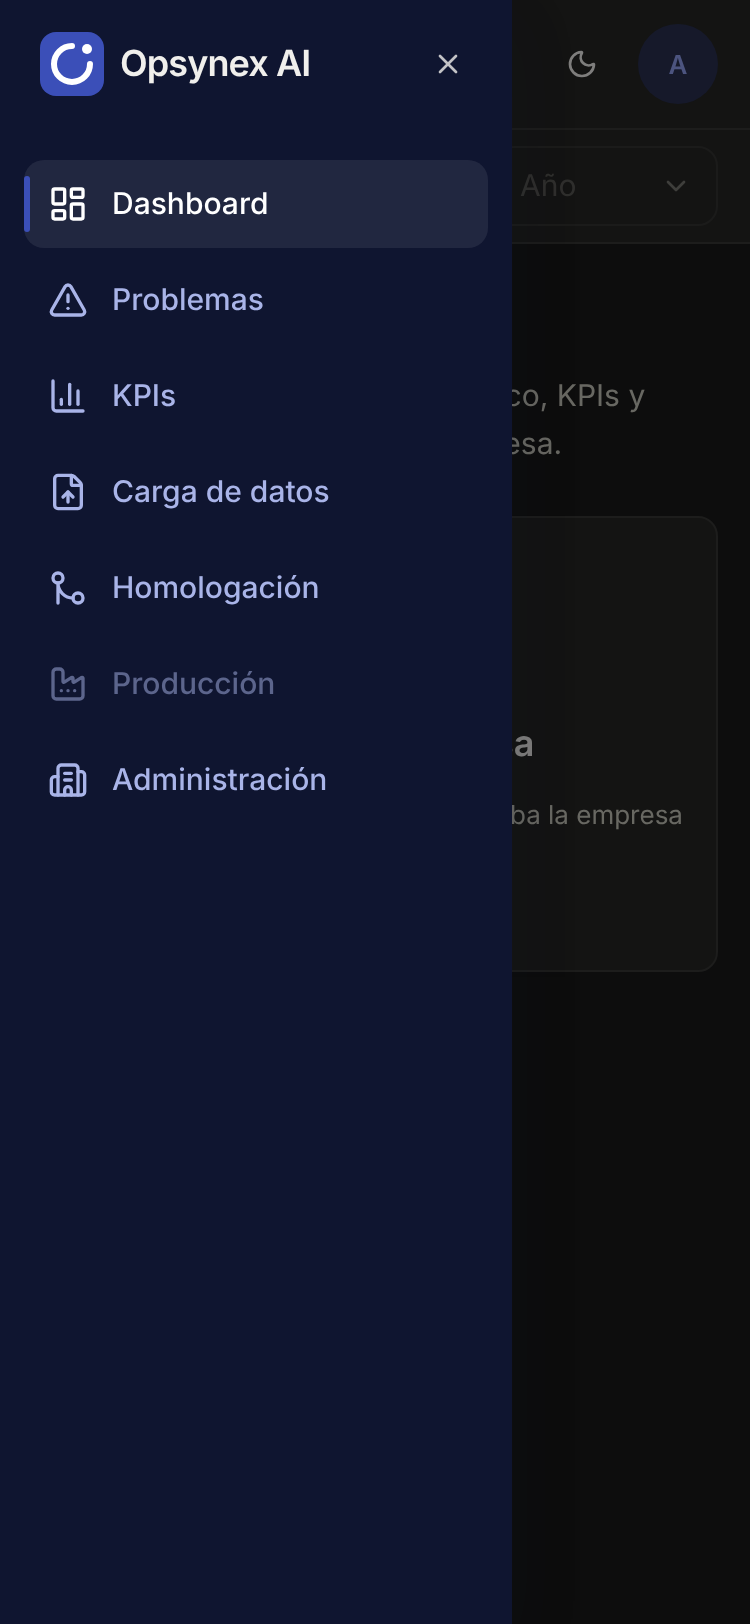 Opsynex AI
A
Año
Dashboard
Problemas
KPIs
co, KPIs y
esa.
Carga de datos
Homologación
Producción
a
Administración
ba la empresa